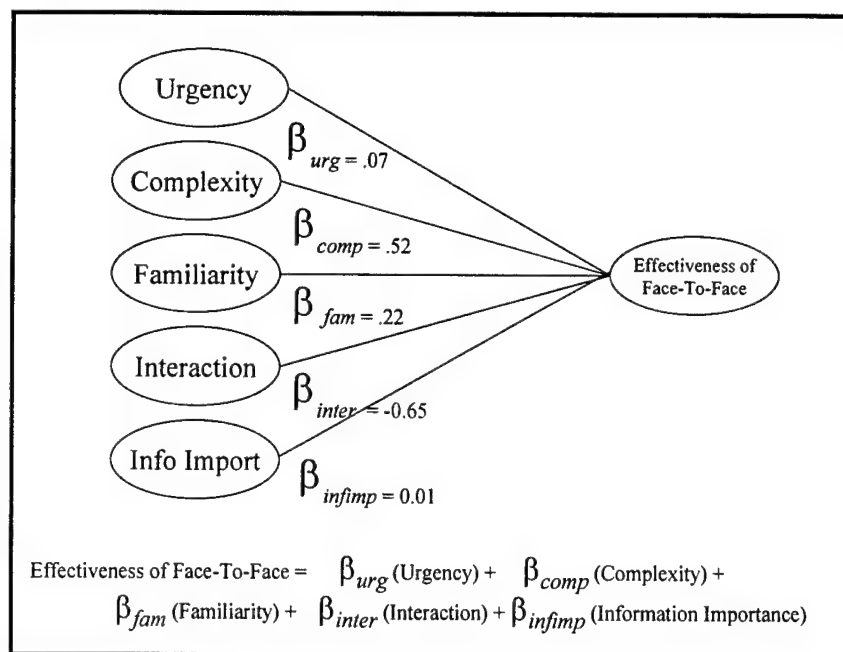 Urgency
β urg = .07
Complexity
β comp = .52
Familiarity
Effectiveness of
Face-To-Face
β fam = .22
Interaction
β inter = -0.65
Info Import
β infimp = 0.01
Effectiveness of Face-To-Face = β urg (Urgency) + β comp (Complexity) +
β fam (Familiarity) + β inter (Interaction) + β infimp (Information Importance)